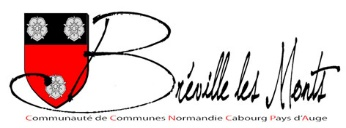 Bréville les Monts
Communauté de Communes Normandie Cabourg Pays d'Auge